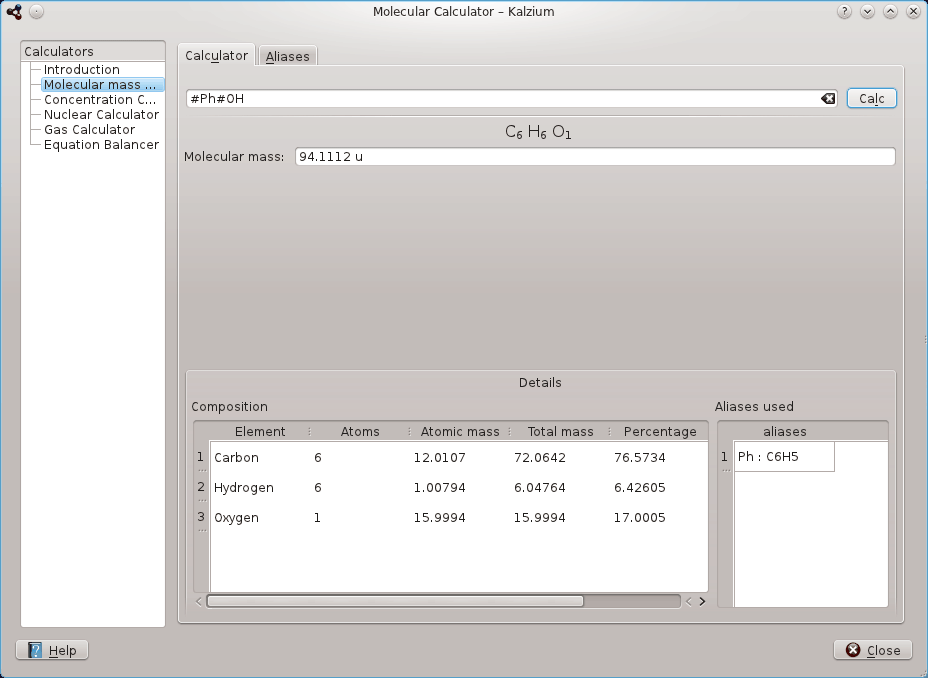 Molecular Calculator – Kalzium
Calculators
Introduction
Molecular mass ...
Concentration C...
Nuclear Calculator
Gas Calculator
Equation Balancer
Calculator Aliases
#Ph#OH
Calc
C6 H6 O1
Molecular mass: 94.1112 u
Details
Composition
Element Atoms Atomic mass Total mass Percentage
1 Carbon 6 12.0107 72.0642 76.5734
2 Hydrogen 6 1.00794 6.04764 6.42605
3 Oxygen 1 15.9994 15.9994 17.0005
Aliases used
aliases
1 Ph : C6H5
Help
Close